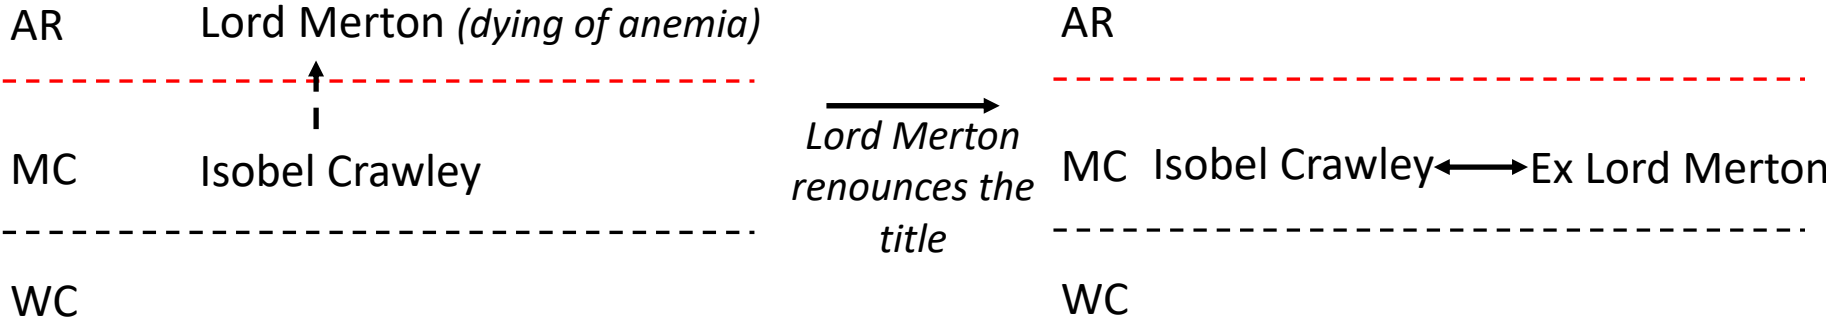 AR Lord Merton (dying of anemia)
MC Isobel Crawley
WC
Lord Merton
renounces the
title
AR
MC Isobel Crawley Ex Lord Merton
WC